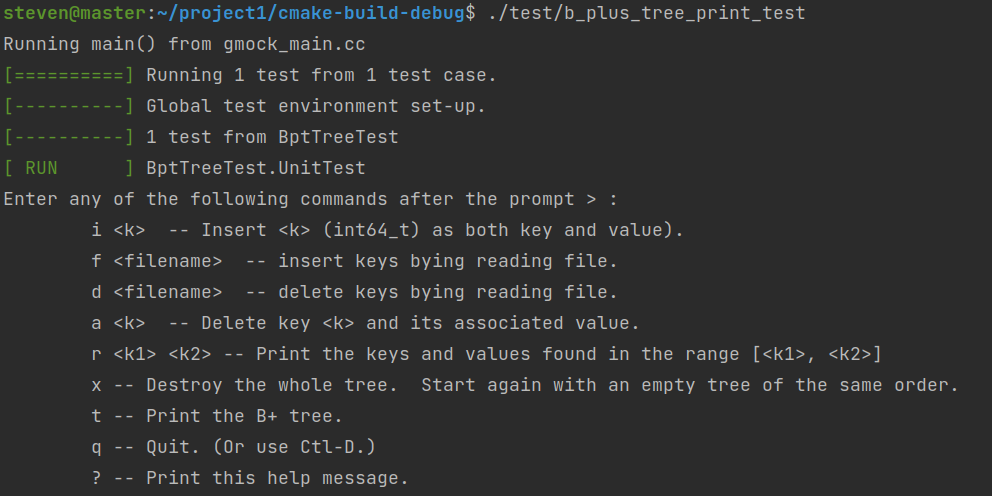 steven@master:~/project1/cmake-build-debug$ ./test/b_plus_tree_print_test
Running main() from gmock_main.cc
[==========] Running 1 test from 1 test case.
[----------] Global test environment set-up.
[----------] 1 test from BptTreeTest
[ RUN      ] BptTreeTest.UnitTest
Enter any of the following commands after the prompt > :
        i <k>  -- Insert <k> (int64_t) as both key and value).
        f <filename>  -- insert keys bying reading file.
        d <filename>  -- delete keys bying reading file.
        a <k>  -- Delete key <k> and its associated value.
        r <k1> <k2> -- Print the keys and values found in the range [<k1>, <k2>]
        x -- Destroy the whole tree.  Start again with an empty tree of the same order.
        t -- Print the B+ tree.
        q -- Quit. (Or use Ctl-D.)
        ? -- Print this help message.